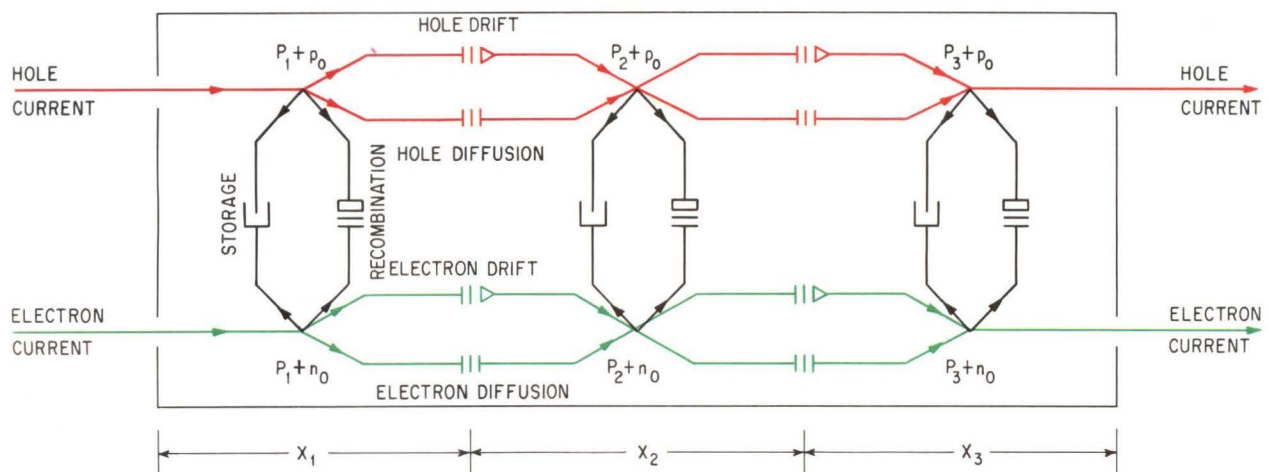 HOLE DRIFT
P₁+p₀
P₂+p₀
P₃+p₀
HOLE
CURRENT
HOLE
CURRENT
HOLE DIFFUSION
STORAGE
RECOMBINATION
ELECTRON DRIFT
ELECTRON
CURRENT
ELECTRON
CURRENT
P₁+n₀
P₂+n₀
P₃+n₀
ELECTRON DIFFUSION
X₁
X₂
X₃